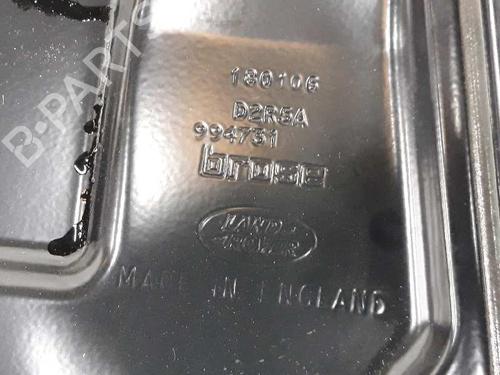 B-PARTS
180106
D2R5A
994731
brose
LAND-
-ROVER
MADE IN ENGLAND